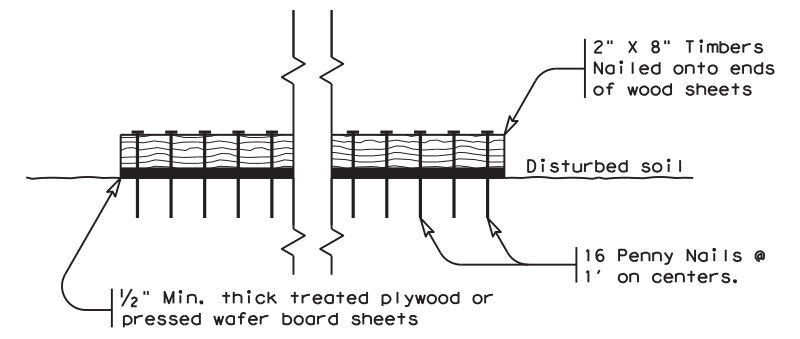 2" X 8" Timbers
Nailed onto ends
of wood sheets
Disturbed soil
16 Penny Nails @
1' on centers.
½" Min. thick treated plywood or
pressed wafer board sheets